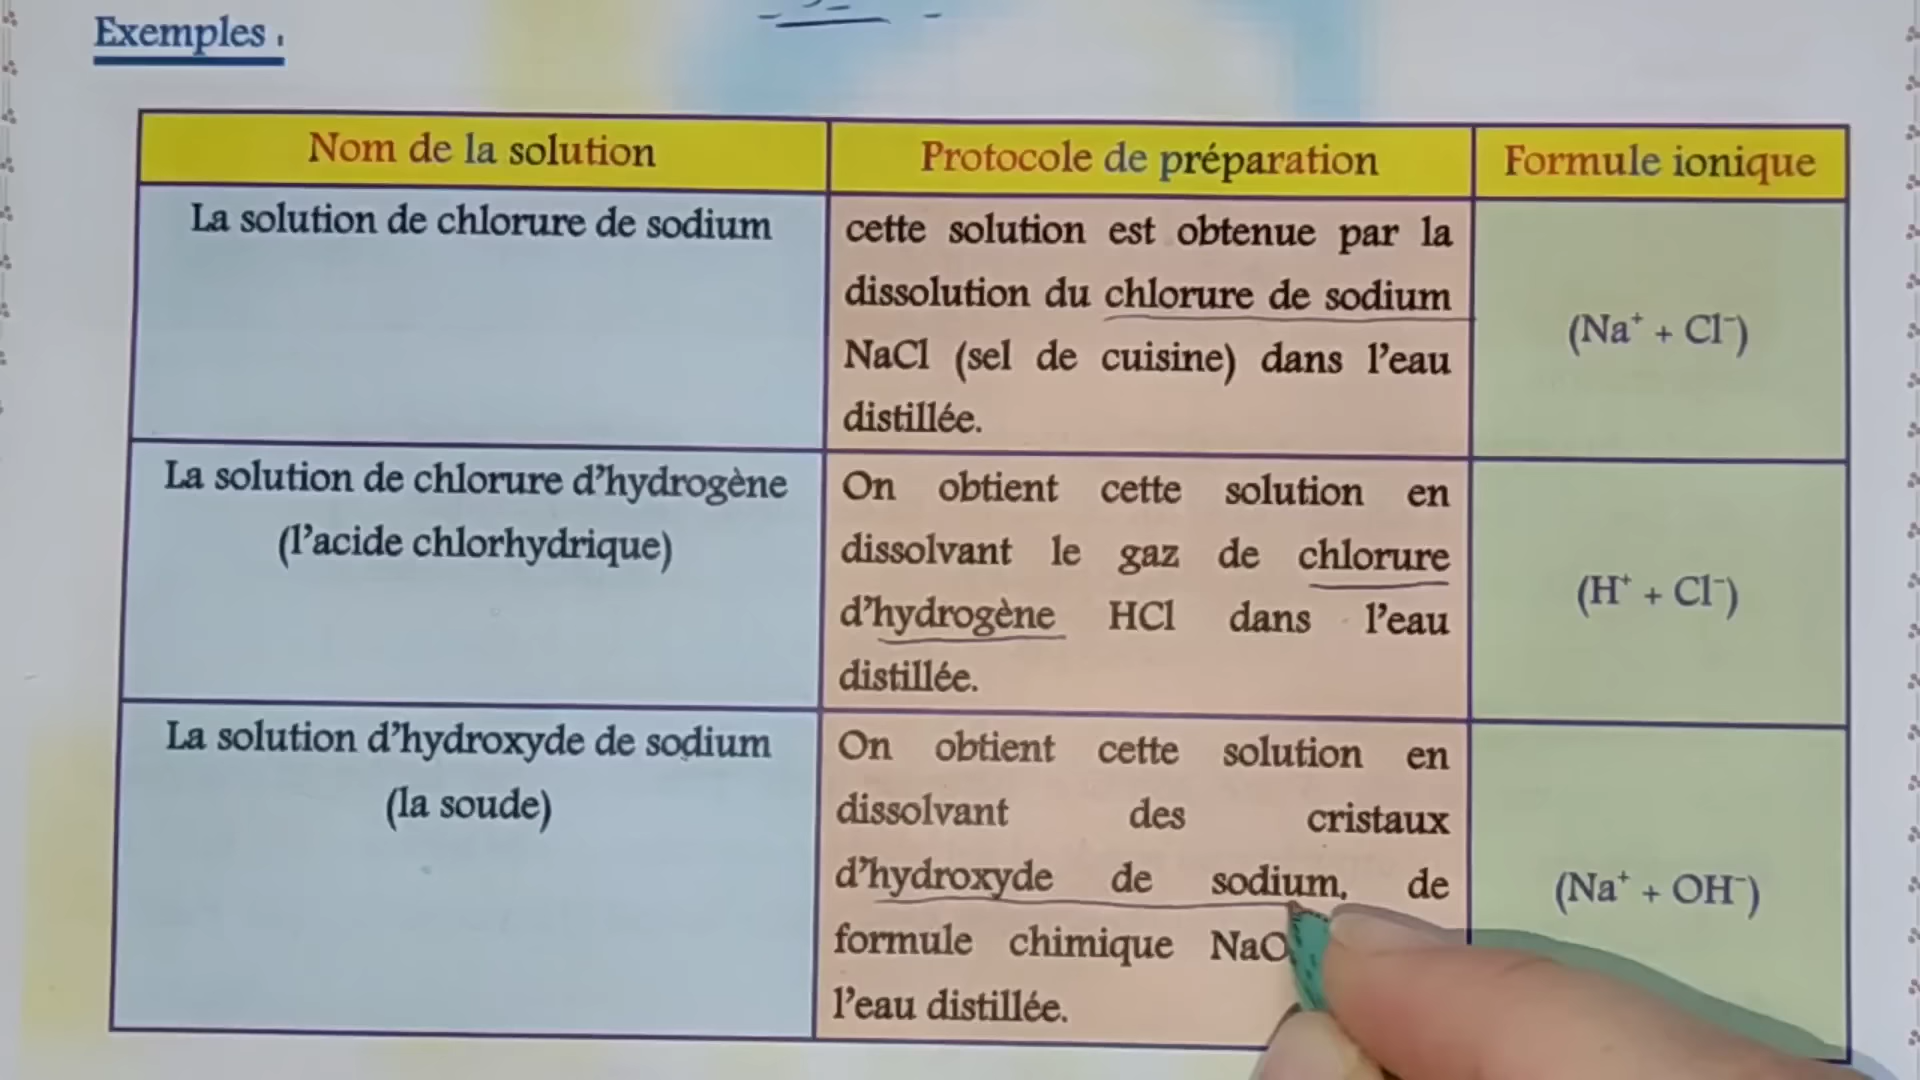 Exemples :
Nom de la solution
Protocole de préparation
Formule ionique
La solution de chlorure de sodium
cette solution est obtenue par la
dissolution du chlorure de sodium
NaCl (sel de cuisine) dans l'eau
distillée.
(Na⁺ + Cl⁻)
La solution de chlorure d'hydrogène
(l'acide chlorhydrique)
On obtient cette solution en
dissolvant le gaz de chlorure
d'hydrogène HCl dans l'eau
distillée.
(H⁺ + Cl⁻)
La solution d'hydroxyde de sodium
(la soude)
On obtient cette solution en
dissolvant des cristaux
d'hydroxyde de sodium, de
formule chimique NaO
l'eau distillée.
(Na⁺ + OH⁻)